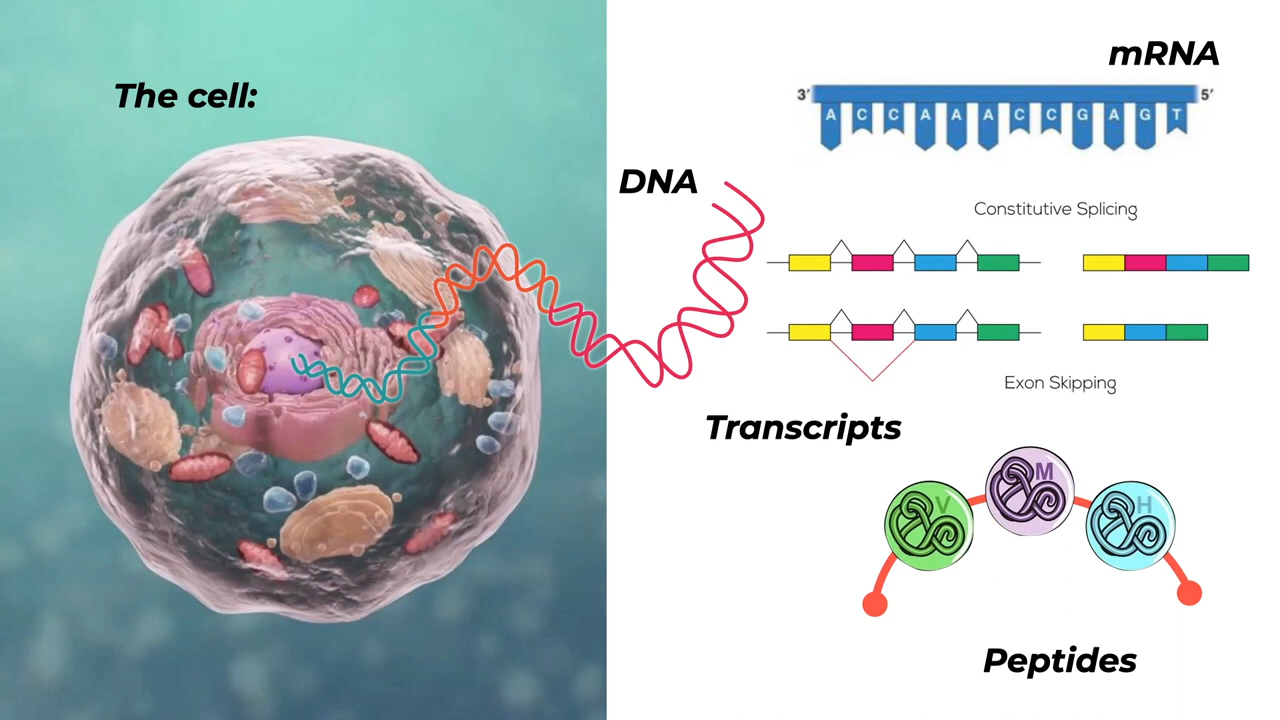 The cell:
mRNA
3′ 5′
A C C A A A C C G A G T
DNA
Constitutive Splicing
Exon Skipping
Transcripts
V M H
Peptides